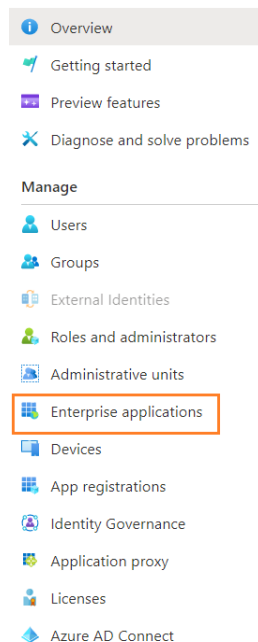 Overview
Getting started
Preview features
Diagnose and solve problems
Manage
Users
Groups
External Identities
Roles and administrators
Administrative units
Enterprise applications
Devices
App registrations
Identity Governance
Application proxy
Licenses
Azure AD Connect